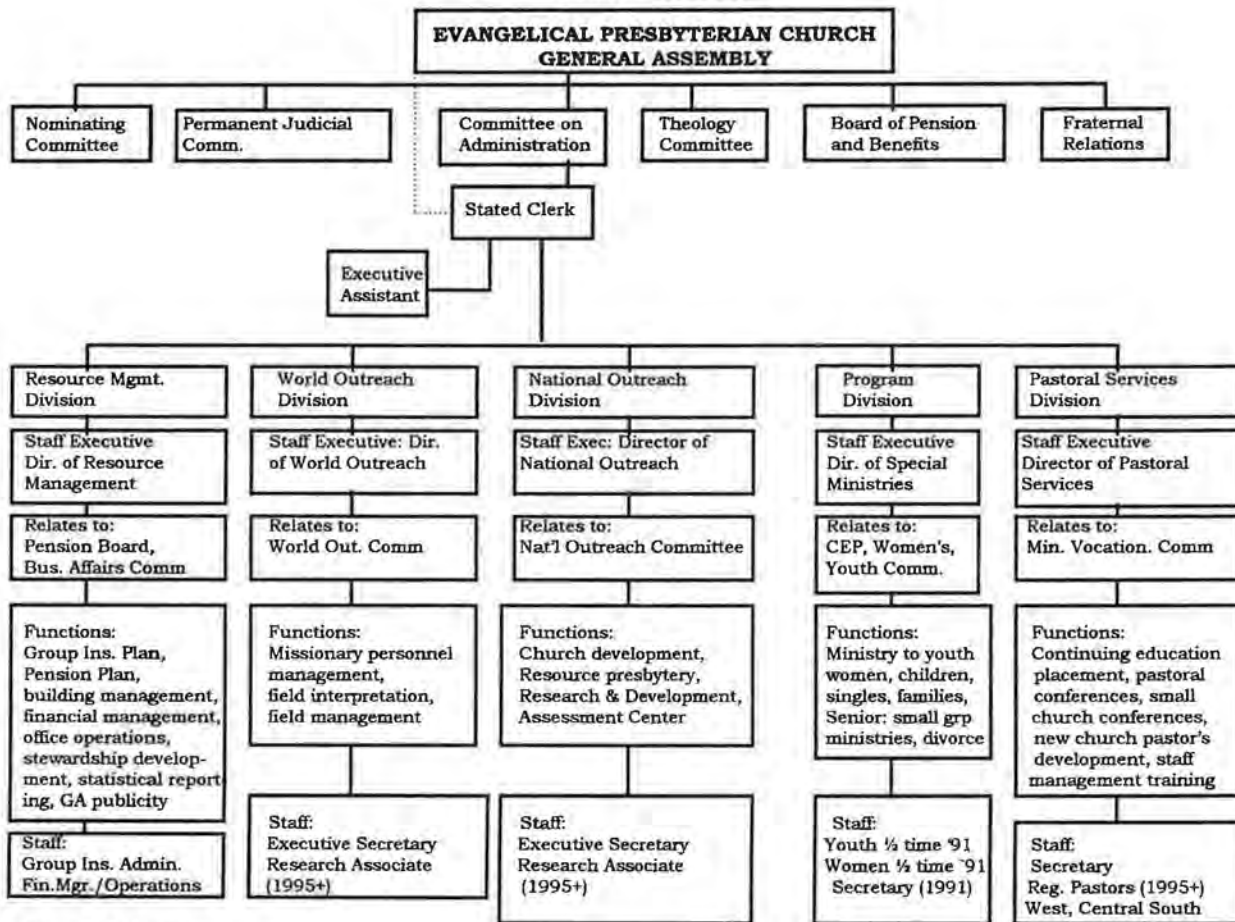 EVANGELICAL PRESBYTERIAN CHURCH
GENERAL ASSEMBLY
Nominating
Committee
Permanent Judicial
Comm.
Committee on
Administration
Theology
Committee
Board of Pension
and Benefits
Fraternal
Relations
Stated Clerk
Executive
Assistant
Resource Mgmt.
Division
World Outreach
Division
National Outreach
Division
Program
Division
Pastoral Services
Division
Staff Executive
Dir. of Resource
Management
Staff Executive: Dir.
of World Outreach
Staff Exec: Director of
National Outreach
Staff Executive
Dir. of Special
Ministries
Staff Executive
Director of Pastoral
Services
Relates to:
Pension Board,
Bus. Affairs Comm
Relates to:
World Out. Comm
Relates to:
Nat'l Outreach Committee
Relates to:
CEP, Women's,
Youth Comm.
Relates to:
Min. Vocation. Comm
Functions:
Group Ins. Plan,
Pension Plan,
building management,
financial management,
office operations,
stewardship develop-
ment, statistical report
ing, GA publicity
Functions:
Missionary personnel
management,
field interpretation,
field management
Functions:
Church development,
Resource presbytery,
Research & Development,
Assessment Center
Functions:
Ministry to youth
women, children,
singles, families,
Senior: small grp
ministries, divorce
Functions:
Continuing education
placement, pastoral
conferences, small
church conferences,
new church pastor's
development, staff
management training
Staff:
Group Ins. Admin.
Fin.Mgr./Operations
Staff:
Executive Secretary
Research Associate
(1995+)
Staff:
Executive Secretary
Research Associate
(1995+)
Staff:
Youth ½ time '91
Women ½ time '91
Secretary (1991)
Staff:
Secretary
Reg. Pastors (1995+)
West, Central South